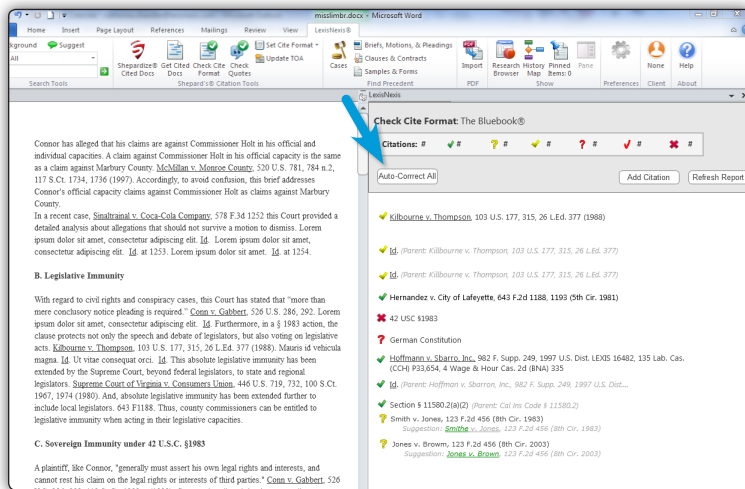 misslimbr.docx - Microsoft Word
Home Insert Page Layout References Mailings Review View LexisNexis®
kground Suggest
All
Search Tools
Shepardize® Cited Docs
Get Cited Docs
Check Cite Format
Check Quotes
Set Cite Format
Update TOA
Shepard's® Citation Tools
Cases
Briefs, Motions, & Pleadings
Clauses & Contracts
Samples & Forms
Find Precedent
PDF
Import
PDF
Research Browser
History Map
Pinned Items: 0
Pane
Show
Preferences
None
Client
Help
About
Connor has alleged that his claims are against Commissioner Holt in his official and
individual capacities. A claim against Commissioner Holt in his official capacity is the same
as a claim against Marbury County. McMillan v. Monroe County, 520 U.S. 781, 784 n.2,
117 S.Ct. 1734, 1736 (1997). Accordingly, to avoid confusion, this brief addresses
Connor's official capacity claims against Commissioner Holt as claims against Marbury
County.
In a recent case, Sinaltrainal v. Coca-Cola Company, 578 F.3d 1252 this Court provided a
detailed analysis about allegations that should not survive a motion to dismiss. Lorem
ipsum dolor sit amet, consectetur adipiscing elit. Id. Lorem ipsum dolor sit amet,
consectetur adipiscing elit. Id. at 1253. Lorem ipsum dolor sit amet. Id. at 1254.
B. Legislative Immunity
With regard to civil rights and conspiracy cases, this Court has stated that "more than
mere conclusory notice pleading is required." Conn v. Gabbert, 526 U.S. 286, 292. Lorem
ipsum dolor sit amet, consectetur adipiscing elit. Id. Furthermore, in a § 1983 action, the
clause protects not only the speech and debate of legislators, but also voting on legislative
acts. Kilbourne v. Thompson, 103 U.S. 177, 315, 26 L.Ed. 377 (1988). Mauris id vehicula
magna. Id. Ut vitae consequat orci. Id. This absolute legislative immunity has been
extended by the Supreme Court, beyond federal legislators, to state and regional
legislators. Supreme Court of Virginia v. Consumers Union, 446 U.S. 719, 732, 100 S.Ct.
1967, 1974 (1980). And, absolute legislative immunity has been extended further to
include local legislators. 643 F1188. Thus, county commissioners can be entitled to
legislative immunity when acting in their legislative capacities.
C. Sovereign Immunity under 42 U.S.C. §1983
A plaintiff, like Connor, "generally must assert his own legal rights and interests, and
cannot rest his claim on the legal rights or interests of third parties." Conn v. Gabbert, 526
LexisNexis
Check Cite Format: The Bluebook®
Citations: # # # # # # #
Auto-Corrrect All Add Citation Refresh Report
Kilbourne v. Thompson, 103 U.S. 177, 315, 26 L.Ed. 377 (1988)
Id. (Parent: Killbourne v. Thompson, 103 U.S. 177, 315, 26 L.Ed. 377)
Id. (Parent: Killbourne v. Thompson, 103 U.S. 177, 315, 26 L.Ed. 377)
Hernandez v. City of Lafeyette, 643 F.2d 1188, 1193 (5th Cir. 1981)
42 USC §1983
German Constitution
Hoffmann v. Sbarro, Inc., 982 F. Supp. 249, 1997 U.S. Dist. LEXIS 16482, 135 Lab. Cas.
(CCH) P33,654, 4 Wage & Hour Cas. 2d (BNA) 335
Id. (Parent: Hoffman v. Sbarron, inc., 982 F. Supp. 249, 1997 U.S. Dist....
Section § 11580.2(a)(2) (Parent: Cal Ins Code § 11580.2)
Smith v. Jones, 123 F.2d 456 (8th Cir. 1983)
Suggestion: Smithe v. Jones, 123 F.2d 456 (8th Cir. 1983)
Jones v. Browm, 123 F.2d 456 (8th Cir. 2003)
Suggestion: Jones v. Brown, 123 F.2d 456 (8th Cir. 2003)